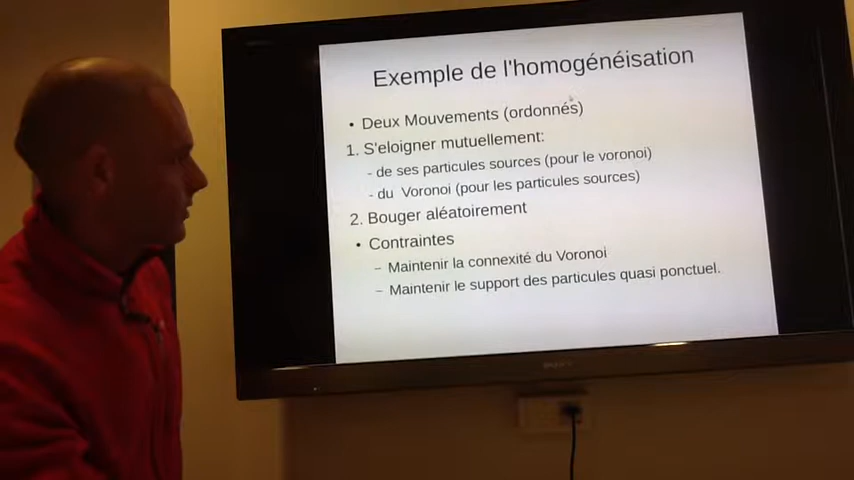 Exemple de l'homogénéisation
• Deux Mouvements (ordonnés)
1. S'eloigner mutuellement:
- de ses particules sources (pour le voronoi)
- du Voronoi (pour les particules sources)
2. Bouger aléatoirement
• Contraintes
– Maintenir la connexité du Voronoi
– Maintenir le support des particules quasi ponctuel.
SONY